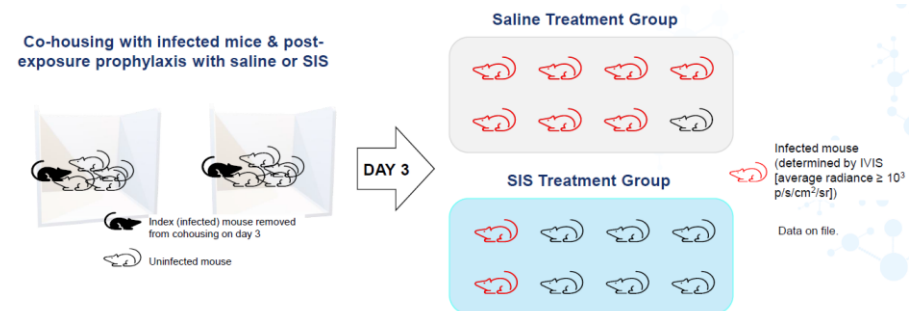 Co-housing with infected mice & post-
exposure prophylaxis with saline or SIS
Index (infected) mouse removed
from cohousing on day 3
Uninfected mouse
DAY 3
Saline Treatment Group
SIS Treatment Group
Infected mouse
(determined by IVIS
[average radiance ≥ 10³
p/s/cm²/sr])
Data on file.